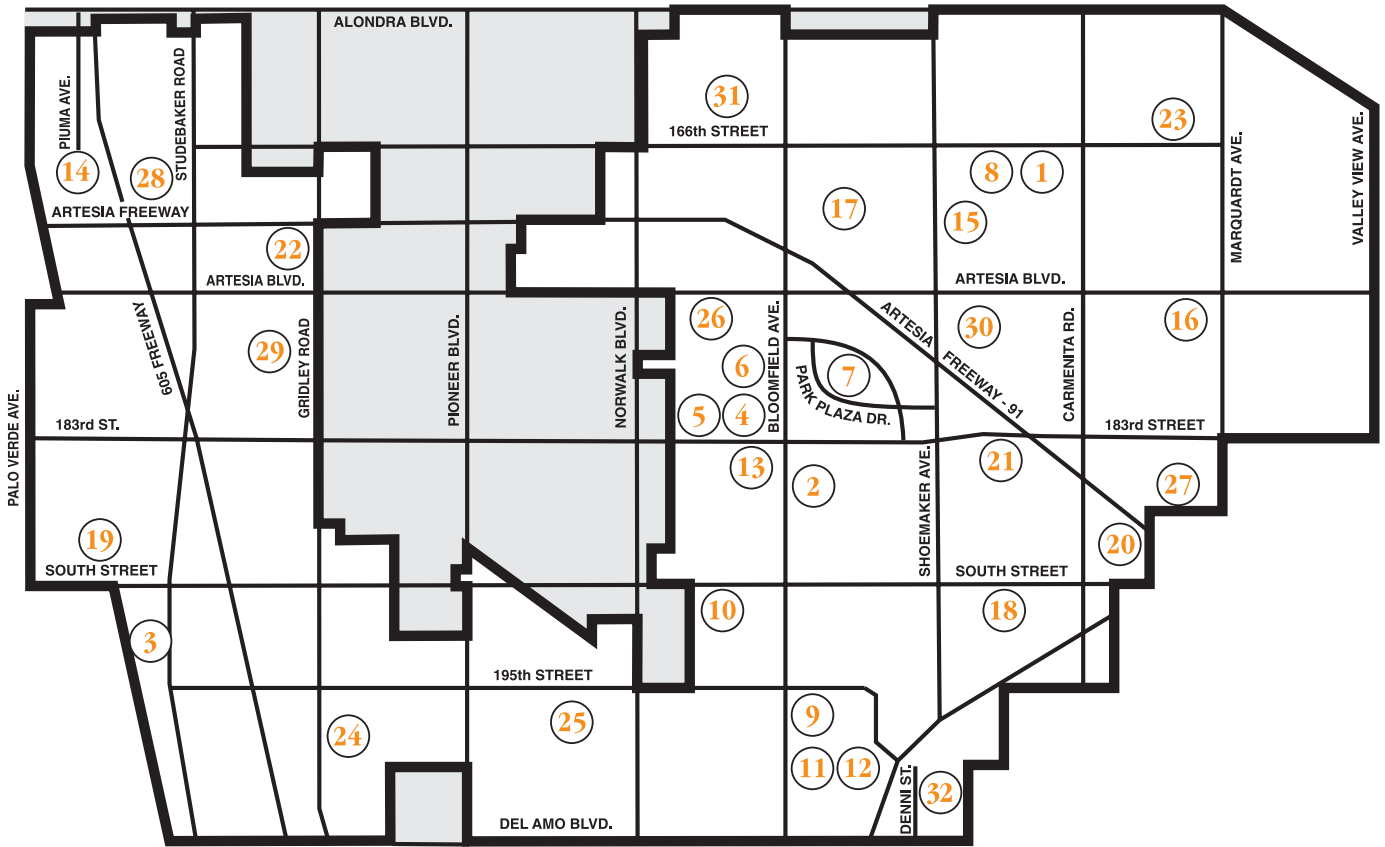 ALONDRA BLVD.
PIUMA AVE.
STUDEBAKER ROAD
31
166th STREET
23
MARQUARDT AVE.
VALLEY VIEW AVE.
14
28
8
1
ARTESIA FREEWAY
17
15
22
ARTESIA BLVD.
ARTESIA BLVD.
605 FREEWAY
29
GRIDLEY ROAD
PIONEER BLVD.
NORWALK BLVD.
26
6
BLOOMFIELD AVE.
ARTESIA FREEWAY - 91
30
CARMENITA RD.
16
7
PARK PLAZA DR.
5
4
PALO VERDE AVE.
183rd ST.
183rd STREET
13
2
SHOEMAKER AVE.
21
27
19
20
SOUTH STREET
SOUTH STREET
3
10
18
195th STREET
24
25
9
11
12
DENNI ST.
32
DEL AMO BLVD.